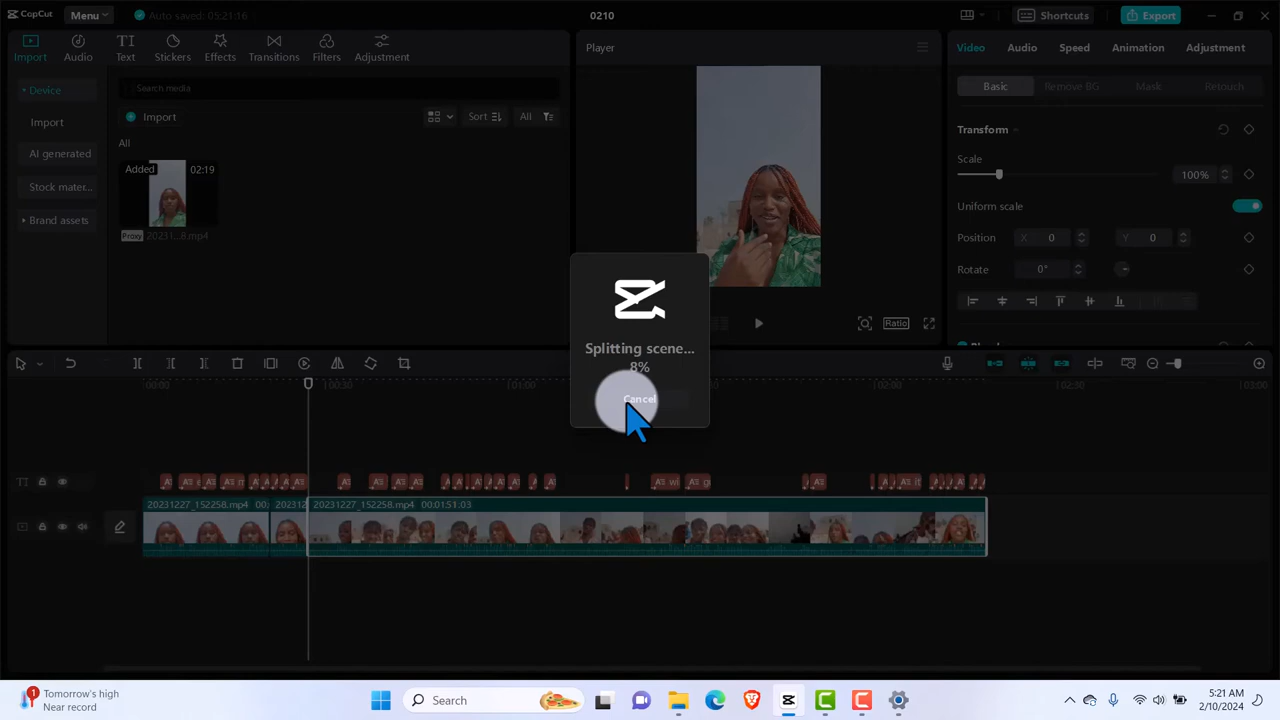 CapCut
Menu
Auto saved: 05:21:16
0210
Shortcuts
Export
Import
Audio
Text
Stickers
Effects
Transitions
Filters
Adjustment
Player
Video
Audio
Speed
Animation
Adjustment
Device
Search media
Basic
Remove BG
Mask
Retouch
Import
Import
Sort
All
Transform
AI generated
All
Scale
Added
02:19
100%
Stock mater...
Uniform scale
Brand assets
Proxy
20231...8.mp4
Position
X
0
Y
0
Rotate
0°
Ratio
Splitting scene...
8%
Cancel
00:00
00:30
01:00
02:00
02:30
03:00
20231227_152258.mp4
00:
202312
20231227_152258.mp4 00:01:51:03
1
Tomorrow's high
Near record
Search
5:21 AM
2/10/2024